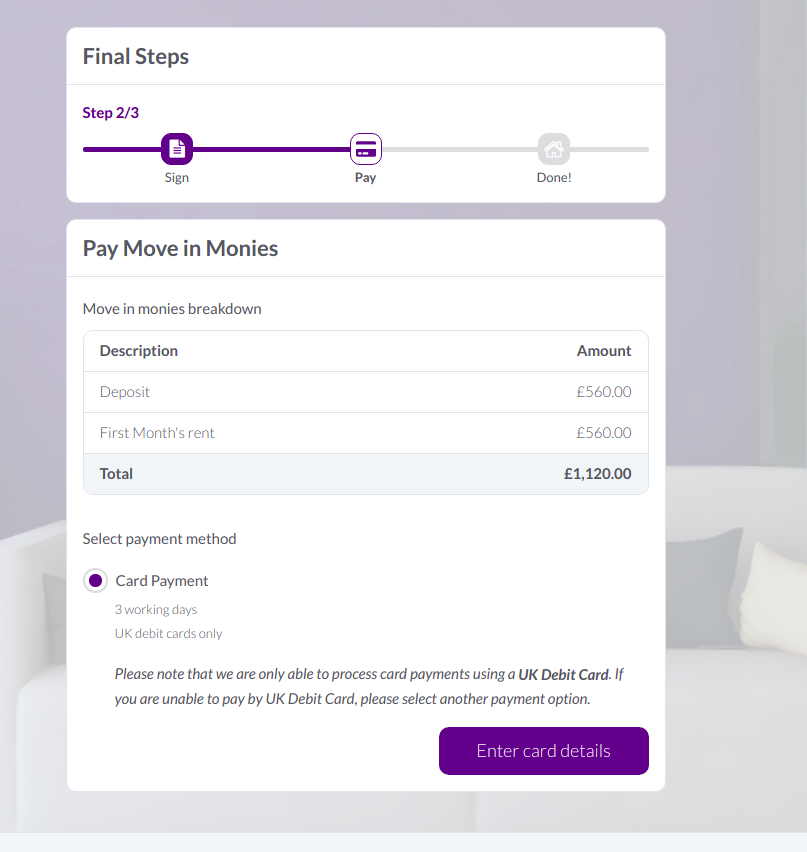 Final Steps
Step 2/3
Sign
Pay
Done!
Pay Move in Monies
Move in monies breakdown
Description Amount
Deposit £560.00
First Month's rent £560.00
Total £1,120.00
Select payment method
Card Payment
3 working days
UK debit cards only
Please note that we are only able to process card payments using a UK Debit Card. If
you are unable to pay by UK Debit Card, please select another payment option.
Enter card details